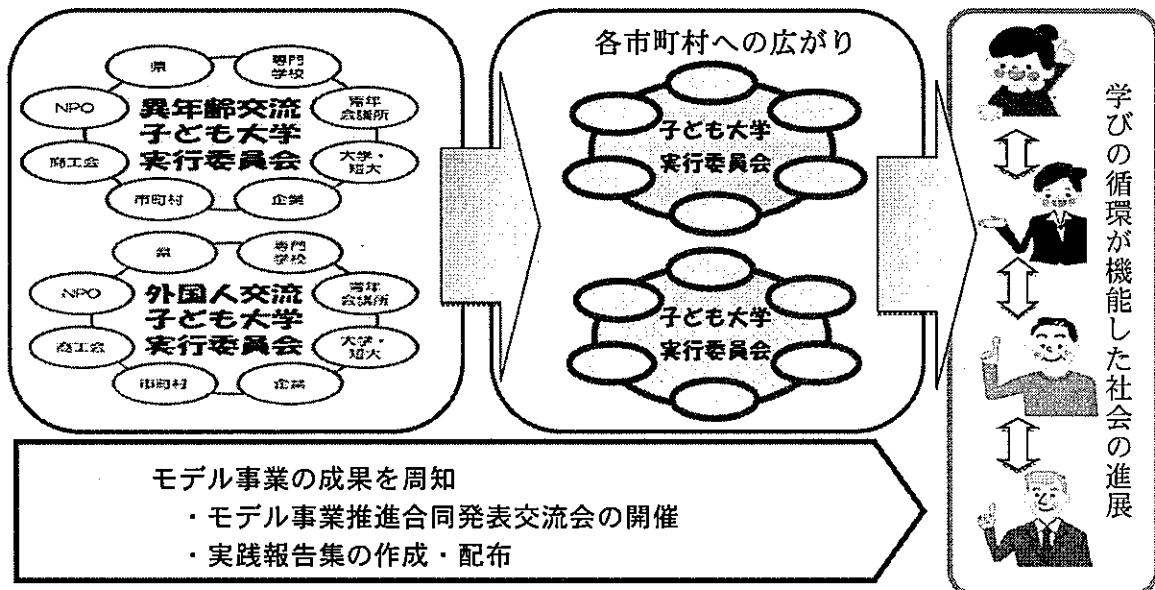 県
専門
学校
NPO
異年齢交流
子ども大学
実行委員会
青年
会議所
商工会
大学・
短大
市町村
企業
県
専門
学校
NPO
外国人交流
子ども大学
実行委員会
青年
会議所
商工会
大学・
短大
市町村
企業
各市町村への広がり
子ども大学
実行委員会
子ども大学
実行委員会
学びの循環が機能した社会の進展
モデル事業の成果を周知
・モデル事業推進合同発表交流会の開催
・実践報告集の作成・配布